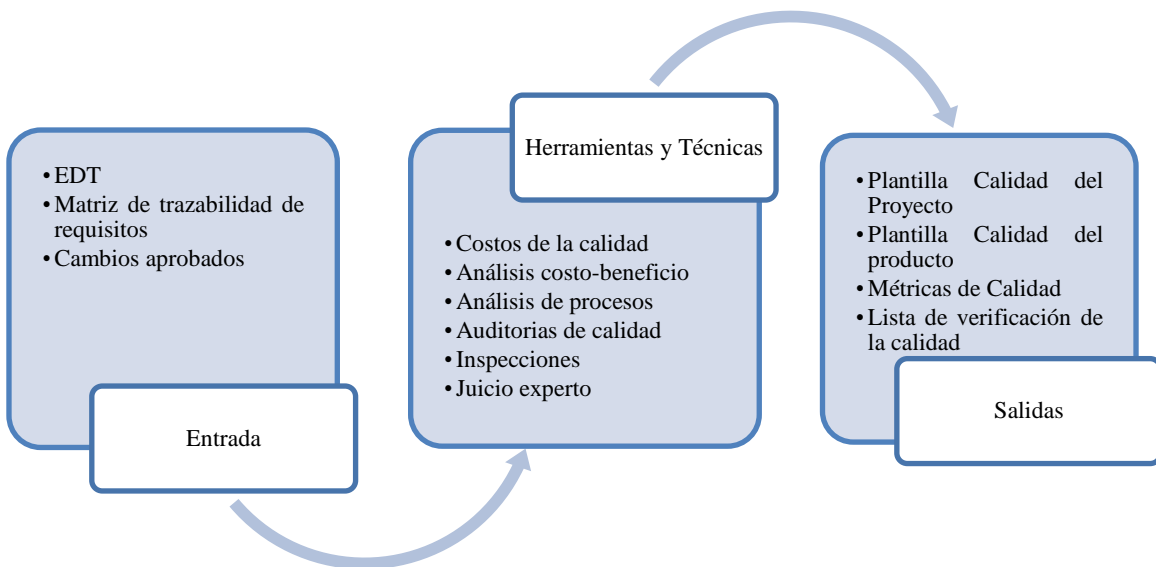 • EDT
• Matriz de trazabilidad de
requisitos
• Cambios aprobados
Entrada
Herramientas y Técnicas
• Costos de la calidad
• Análisis costo-beneficio
• Análisis de procesos
• Auditorias de calidad
• Inspecciones
• Juicio experto
• Plantilla Calidad del
Proyecto
• Plantilla Calidad del
producto
• Métricas de Calidad
• Lista de verificación de
la calidad
Salidas